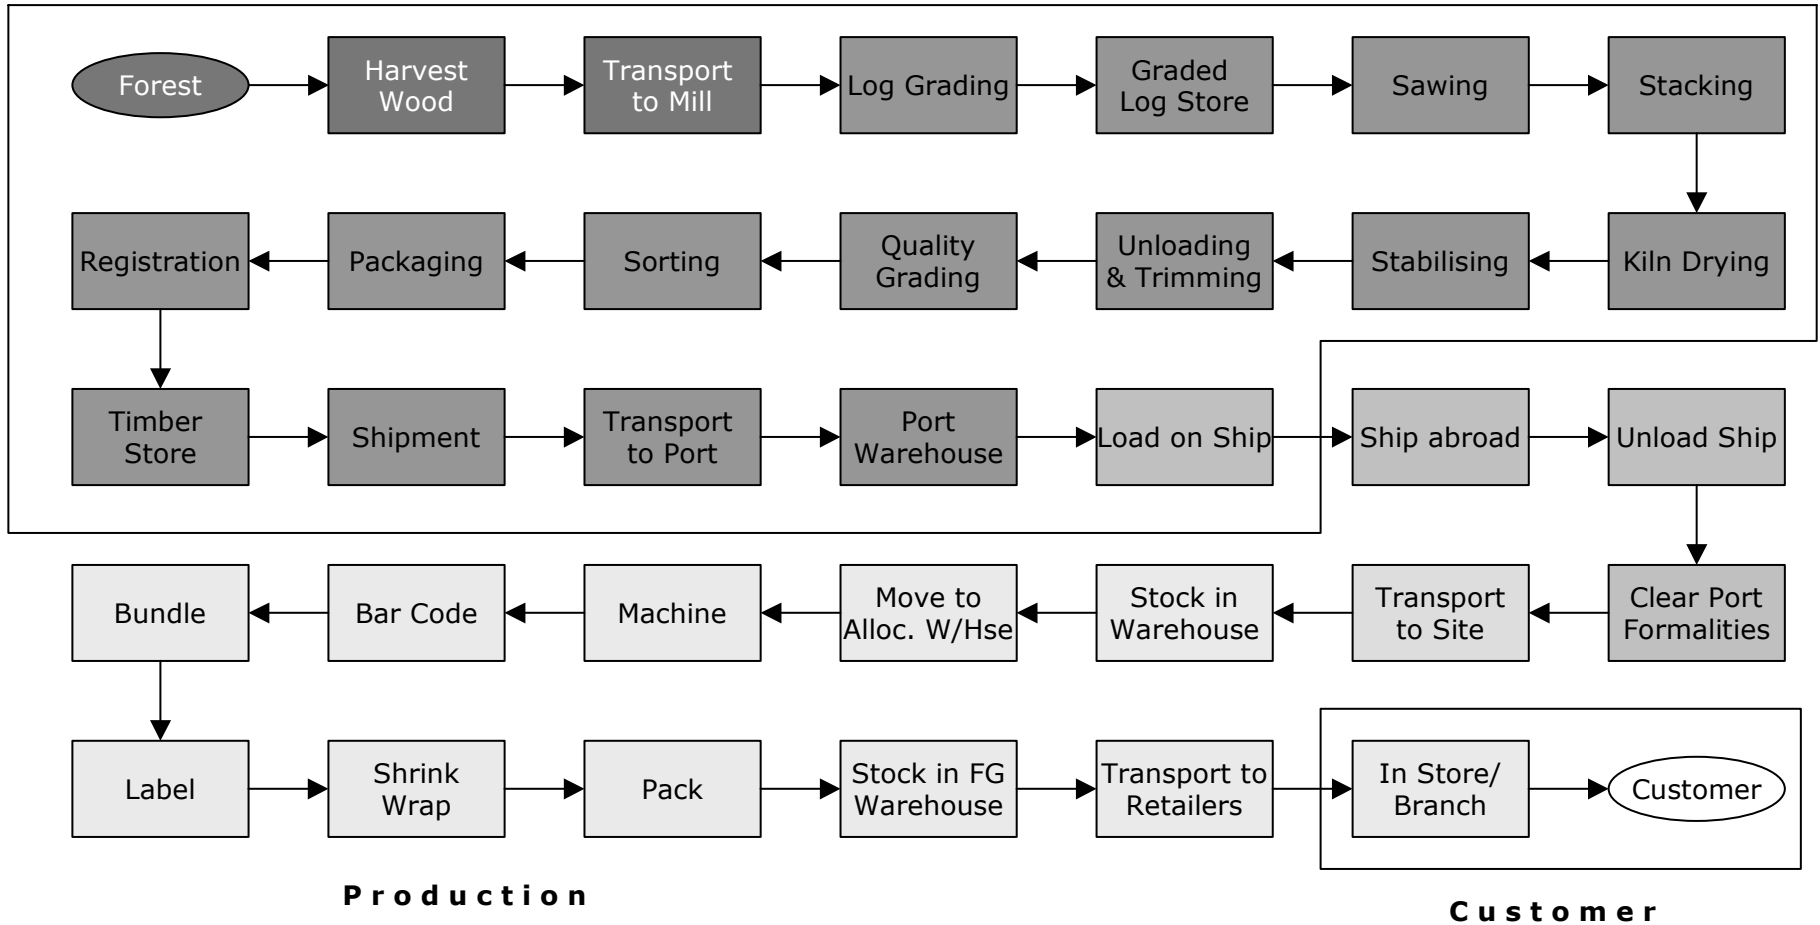 Forest
Harvest
Wood
Transport
to Mill
Log Grading
Graded
Log Store
Sawing
Stacking
Registration
Packaging
Sorting
Quality
Grading
Unloading
& Trimming
Stabilising
Kiln Drying
Timber
Store
Shipment
Transport
to Port
Port
Warehouse
Load on Ship
Ship abroad
Unload Ship
Bundle
Bar Code
Machine
Move to
Alloc. W/Hse
Stock in
Warehouse
Transport
to Site
Clear Port
Formalities
Label
Shrink
Wrap
Pack
Stock in FG
Warehouse
Transport to
Retailers
In Store/
Branch
Customer
Production
Customer